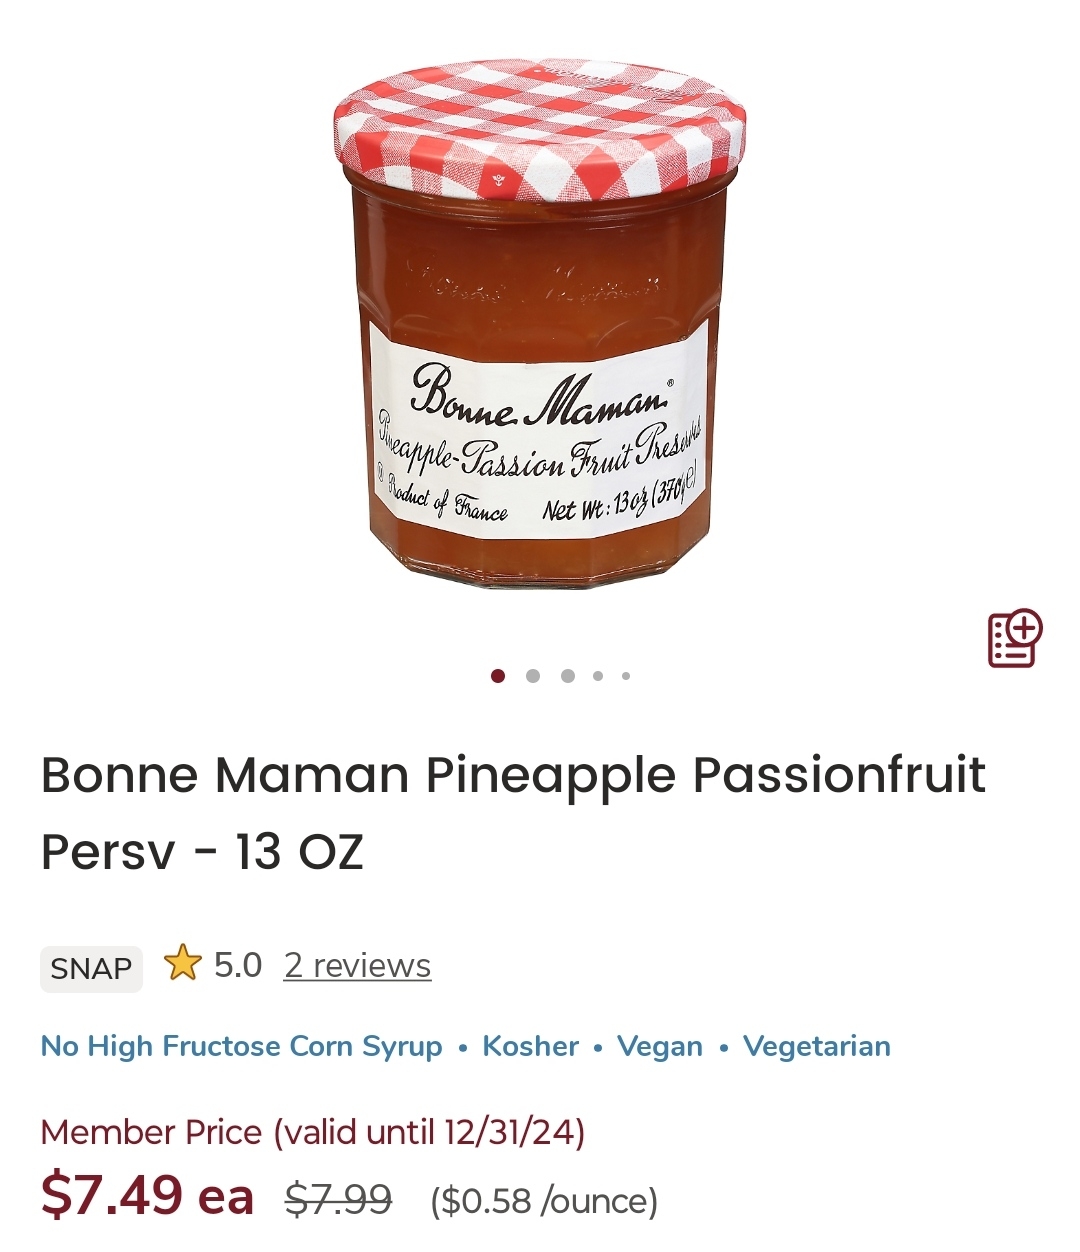 Bonne Maman®
Pineapple-Passion Fruit Preserves
Product of France Net Wt: 13oz (370g e)
Bonne Maman Pineapple Passionfruit
Persv - 13 OZ
SNAP 5.0 2 reviews
No High Fructose Corn Syrup • Kosher • Vegan • Vegetarian
Member Price (valid until 12/31/24)
$7.49 ea $7.99 ($0.58 /ounce)